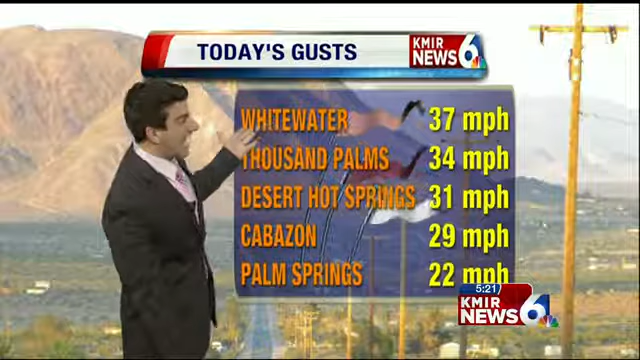 TODAY'S GUSTS
KMIR
NEWS 6
WHITEWATER 37 mph
THOUSAND PALMS 34 mph
DESERT HOT SPRINGS 31 mph
CABAZON 29 mph
PALM SPRINGS 22 mph
5:21
KMIR
NEWS 6